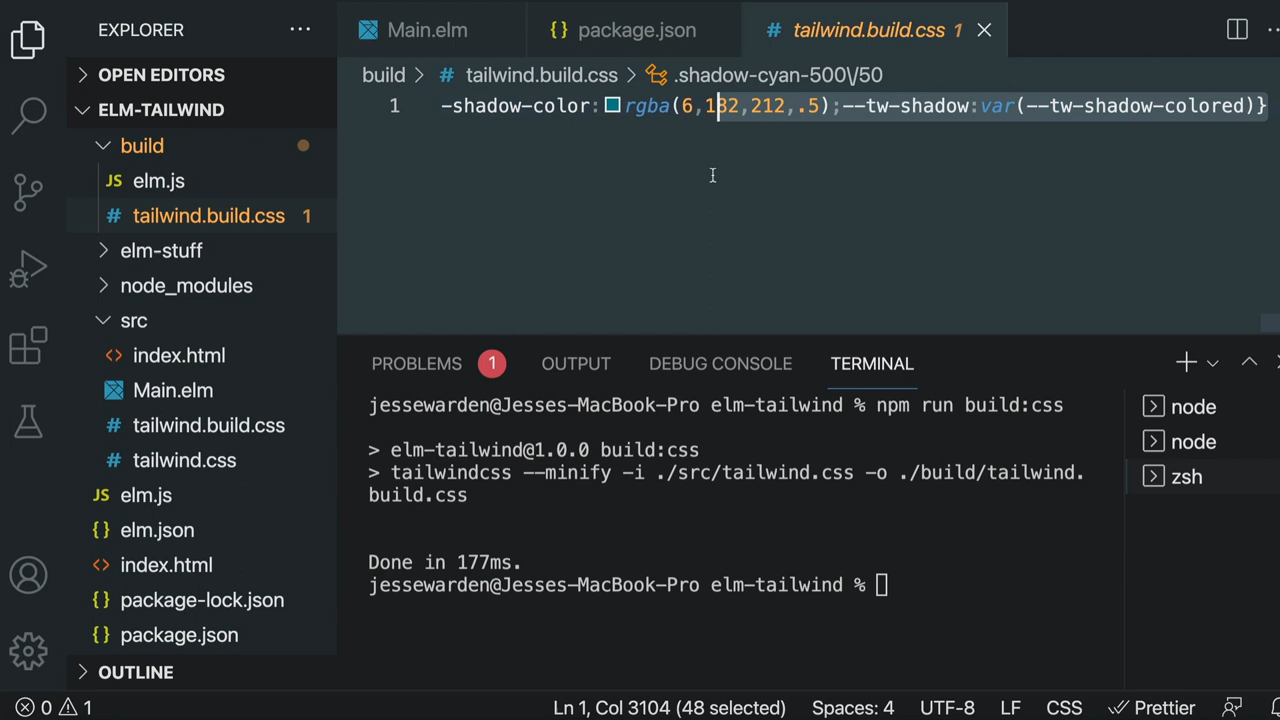 EXPLORER
OPEN EDITORS
ELM-TAILWIND
build
JS elm.js
# tailwind.build.css 1
elm-stuff
node_modules
src
<> index.html
Main.elm
tailwind.build.css
# tailwind.css
JS elm.js
{} elm.json
<> index.html
{} package-lock.json
{} package.json
OUTLINE
Main.elm
{} package.json
# tailwind.build.css 1
build > # tailwind.build.css > .shadow-cyan-500\/50
1 -shadow-color:rgba(6,182,212,.5);--tw-shadow:var(--tw-shadow-colored)}
PROBLEMS 1 OUTPUT DEBUG CONSOLE TERMINAL
jessewarden@Jesses-MacBook-Pro elm-tailwind % npm run build:css
> elm-tailwind@1.0.0 build:css
> tailwindcss --minify -i ./src/tailwind.css -o ./build/tailwind.
build.css
Done in 177ms.
jessewarden@Jesses-MacBook-Pro elm-tailwind %
node
node
zsh
0 1 Ln 1, Col 3104 (48 selected) Spaces: 4 UTF-8 LF CSS Prettier